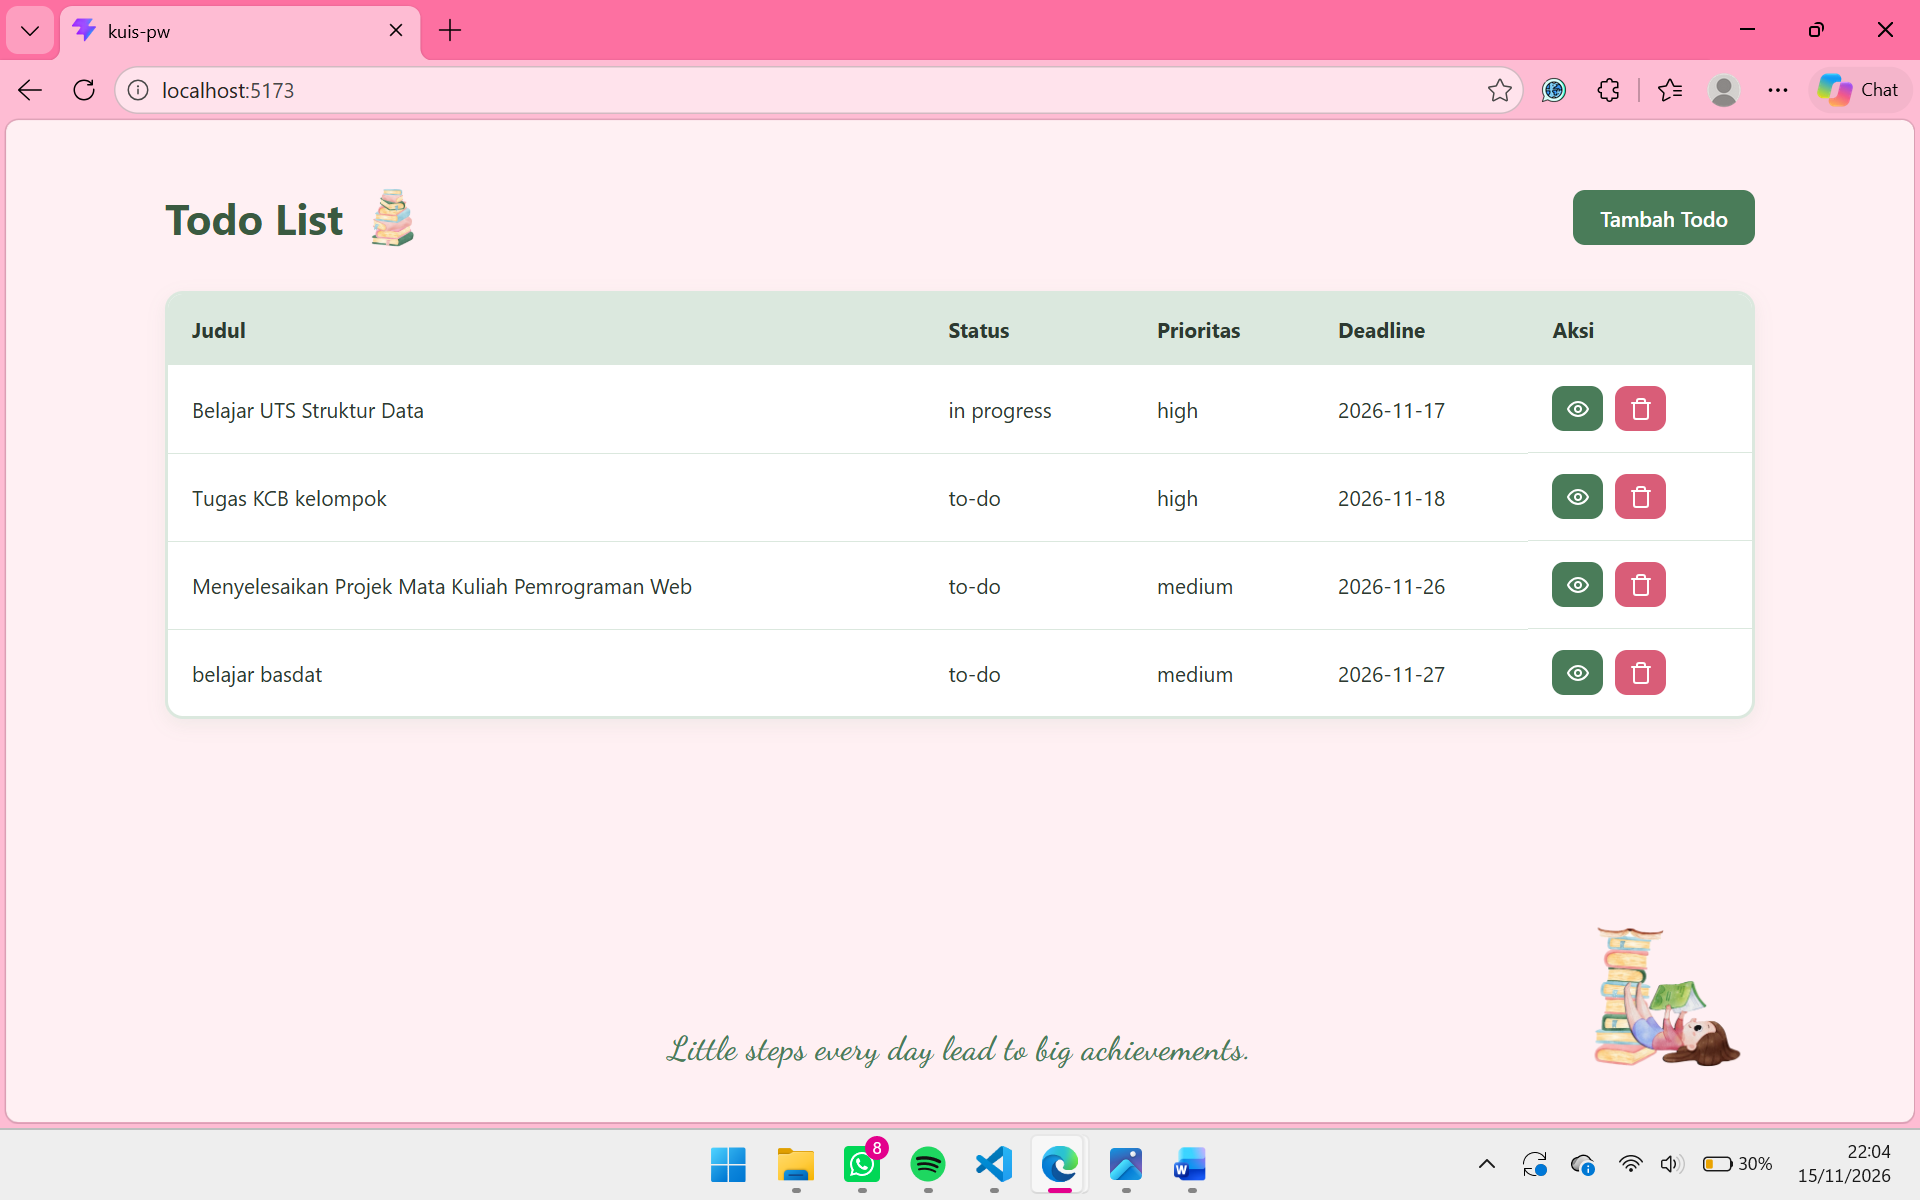 kuis-pw
localhost:5173
Chat
Todo List
Tambah Todo
Judul Status Prioritas Deadline Aksi
Belajar UTS Struktur Data in progress high 2026-11-17
Tugas KCB kelompok to-do high 2026-11-18
Menyelesaikan Projek Mata Kuliah Pemrograman Web to-do medium 2026-11-26
belajar basdat to-do medium 2026-11-27
Little steps every day lead to big achievements.
8
W
30%
22:04
15/11/2026